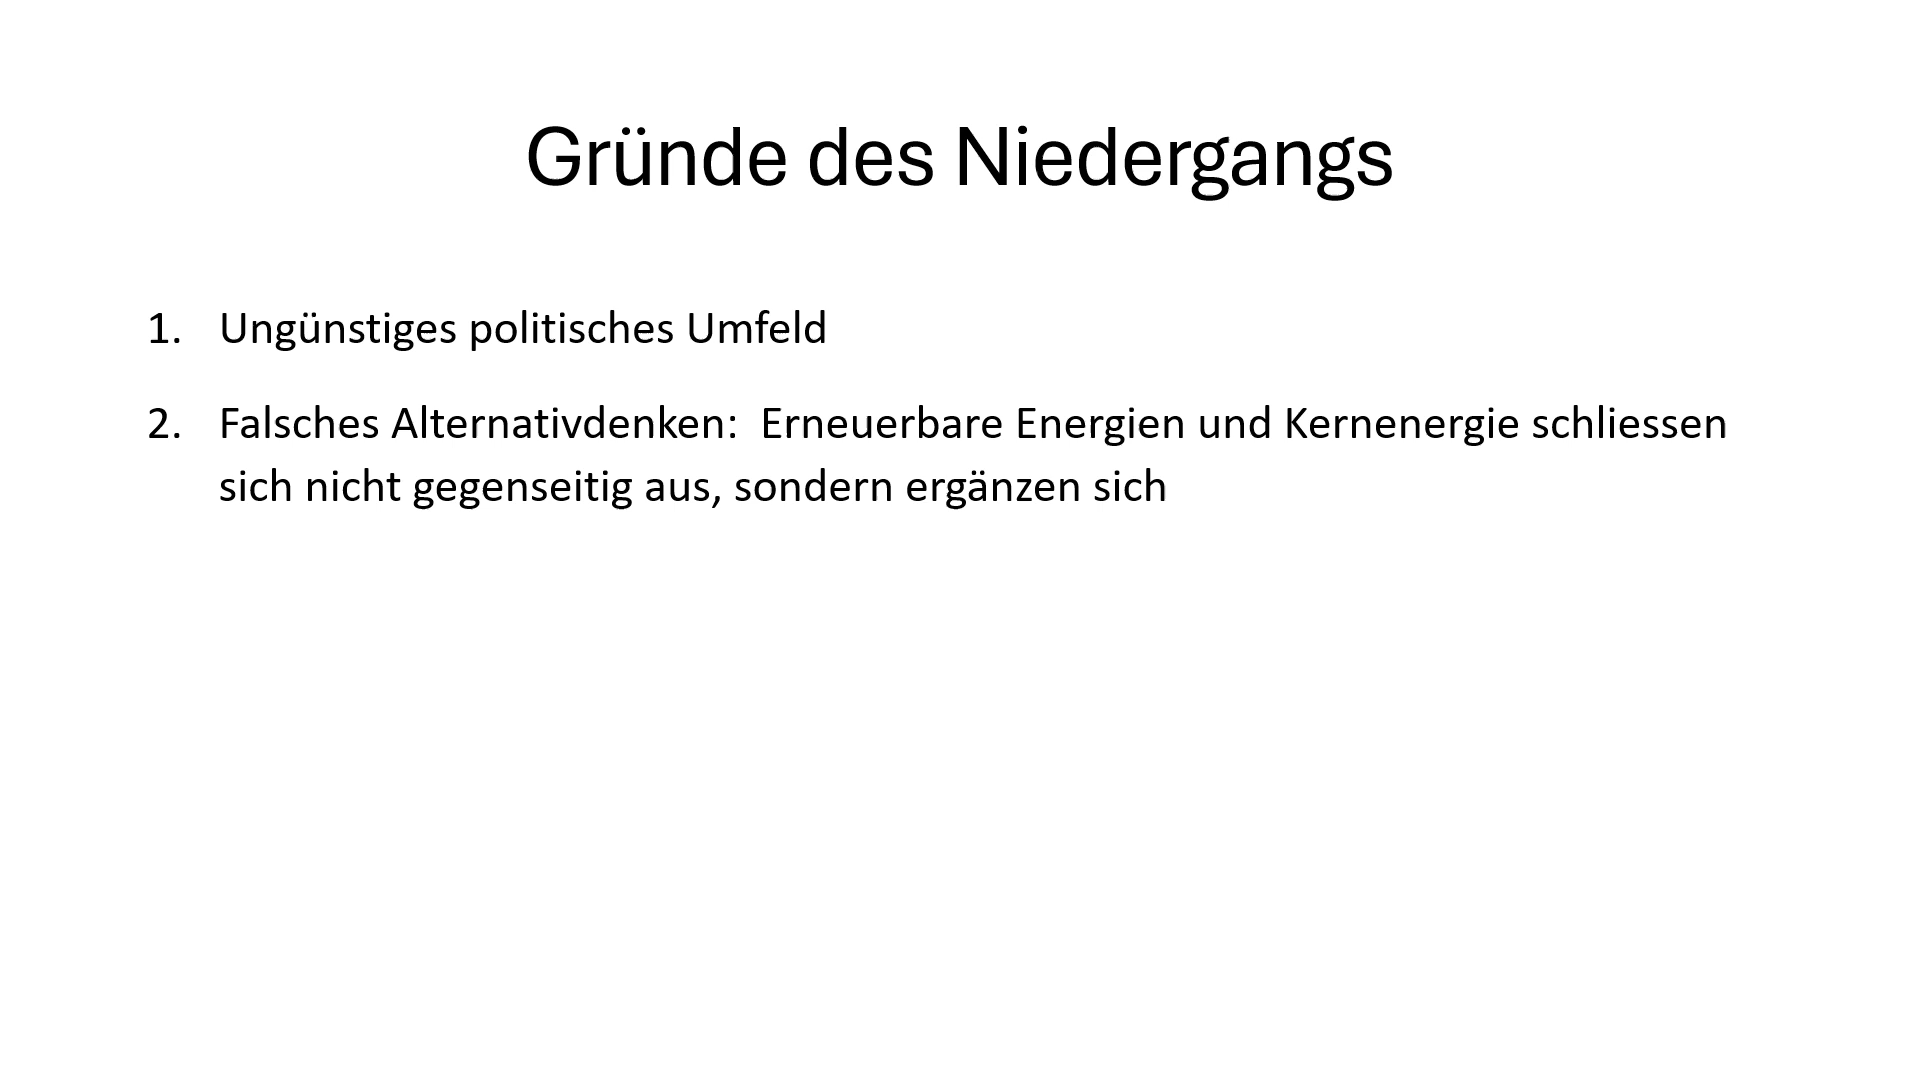 Gründe des Niedergangs
1. Ungünstiges politisches Umfeld
2. Falsches Alternativdenken:  Erneuerbare Energien und Kernenergie schliessen
sich nicht gegenseitig aus, sondern ergänzen sich